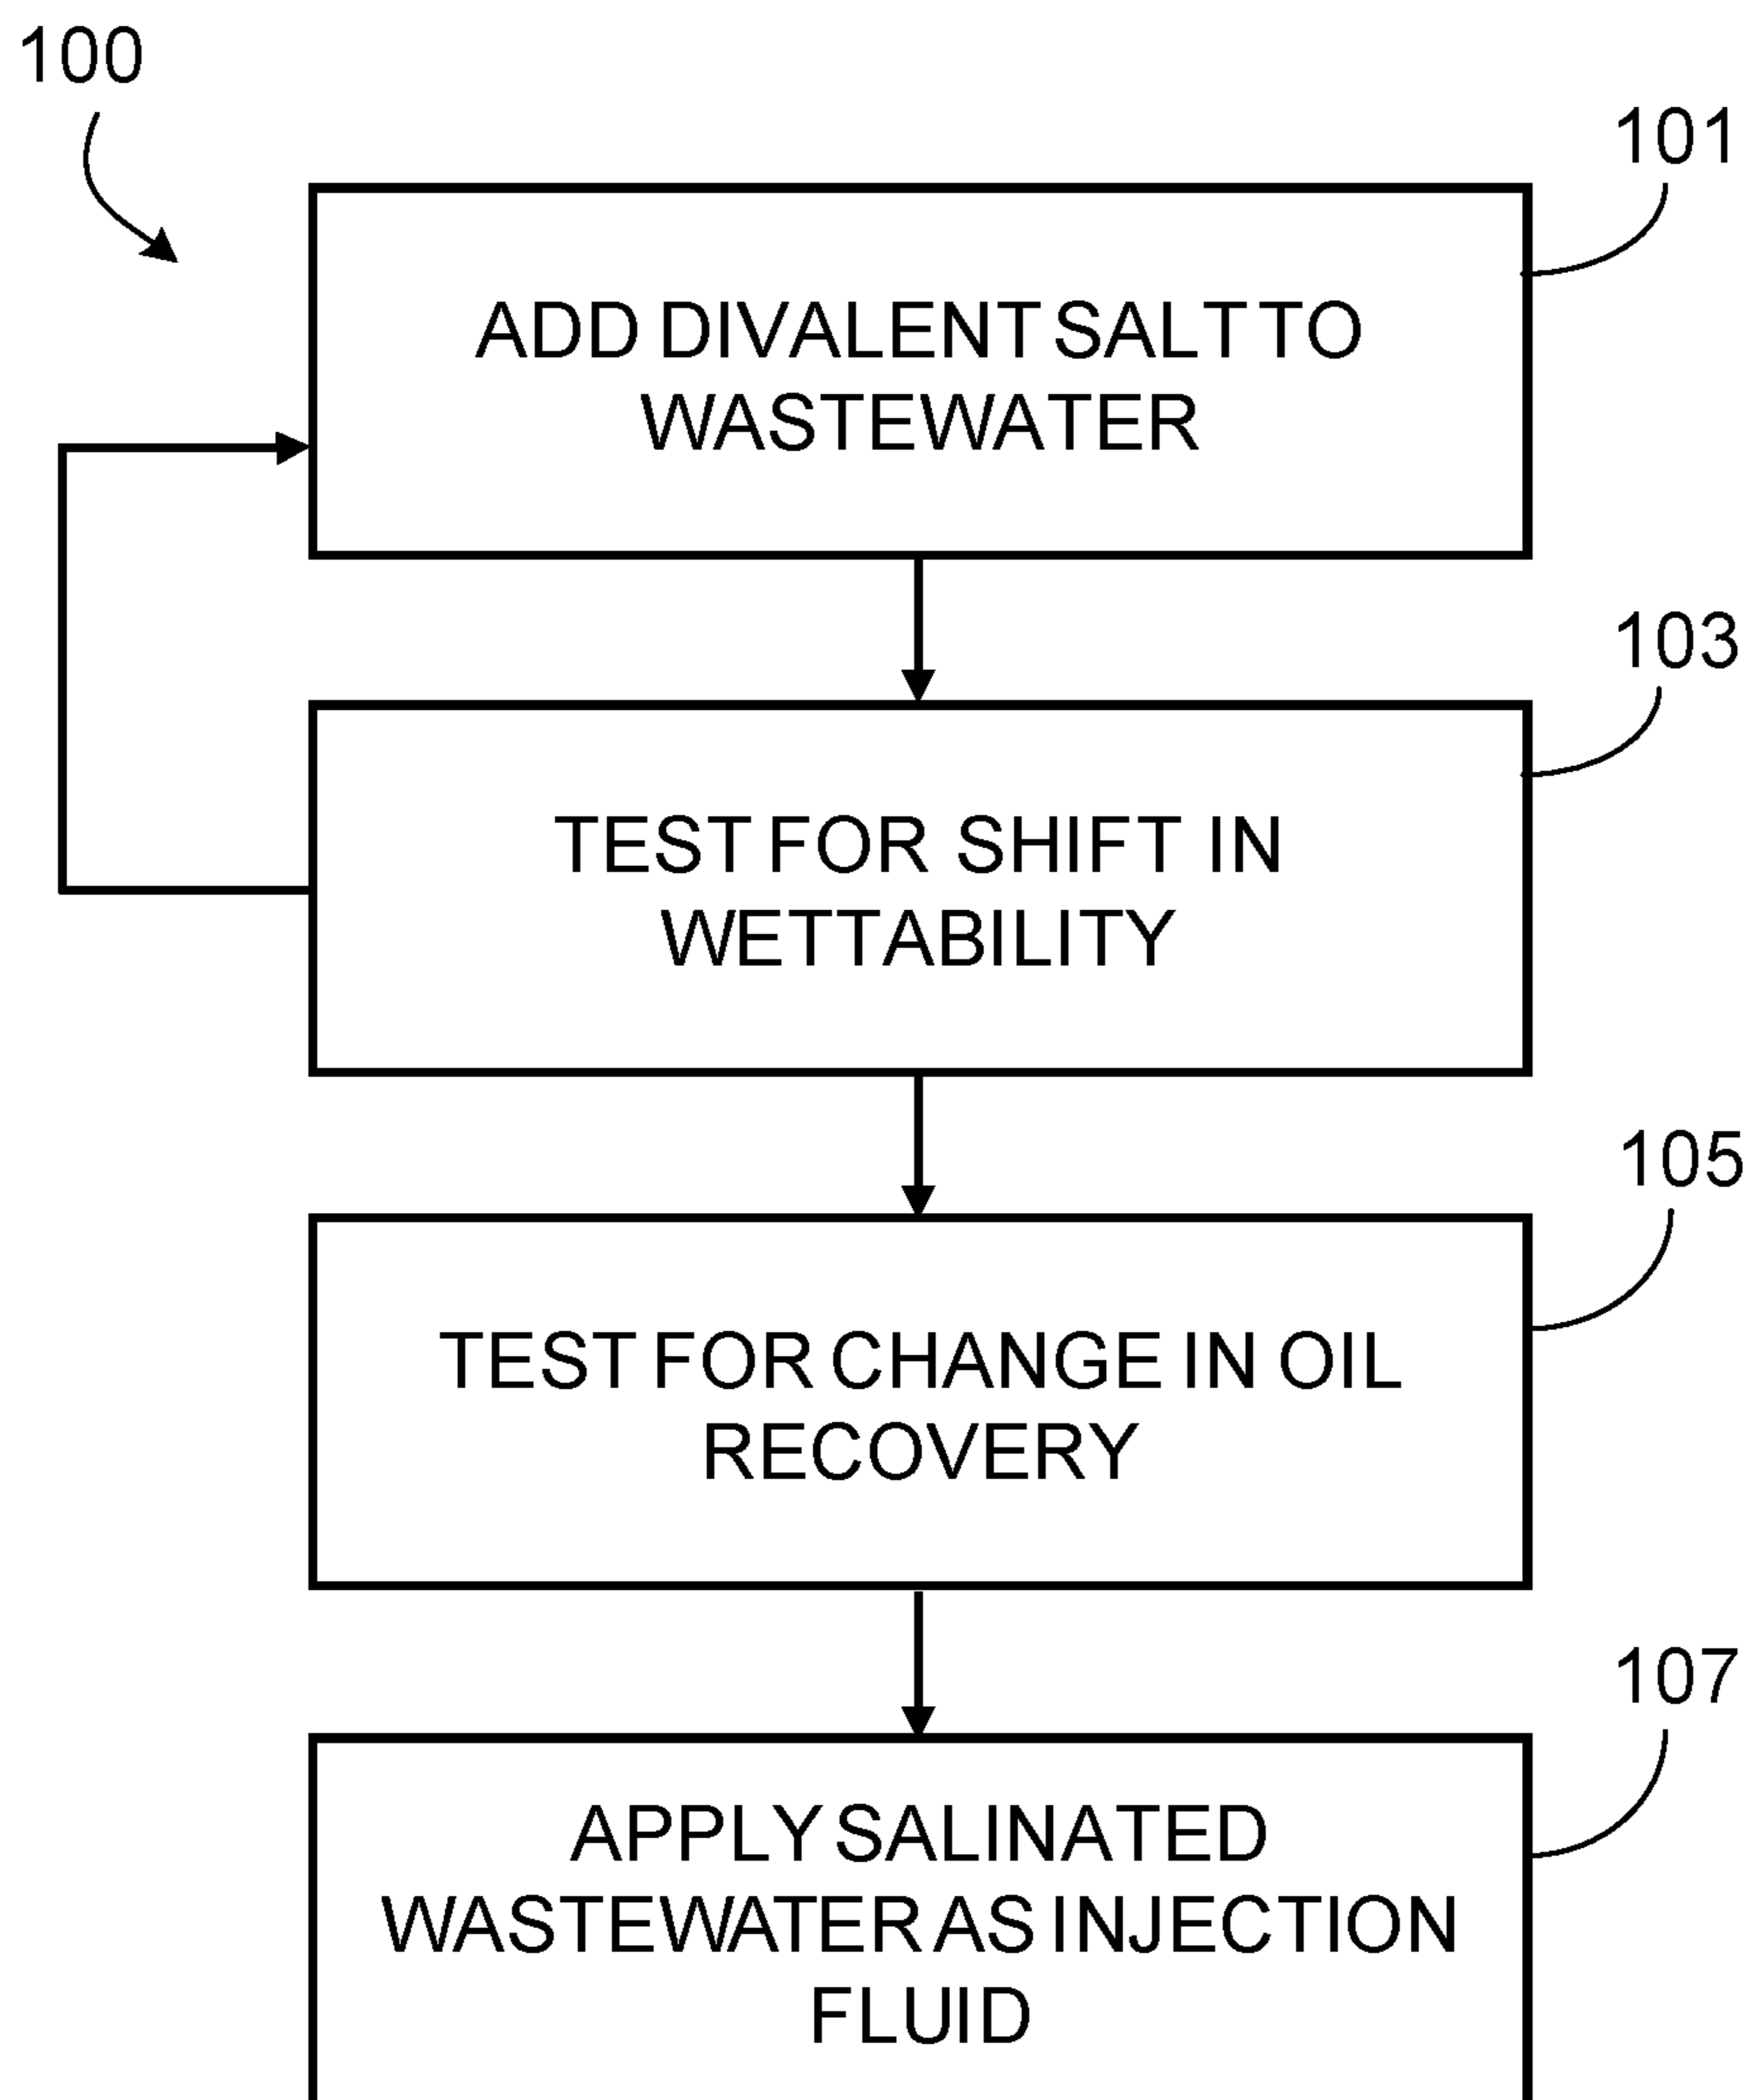 100
101
ADD DIVALENT SALT TO
WASTEWATER
103
TEST FOR SHIFT IN
WETTABILITY
105
TEST FOR CHANGE IN OIL
RECOVERY
107
APPLY SALINATED
WASTEWATER AS INJECTION
FLUID